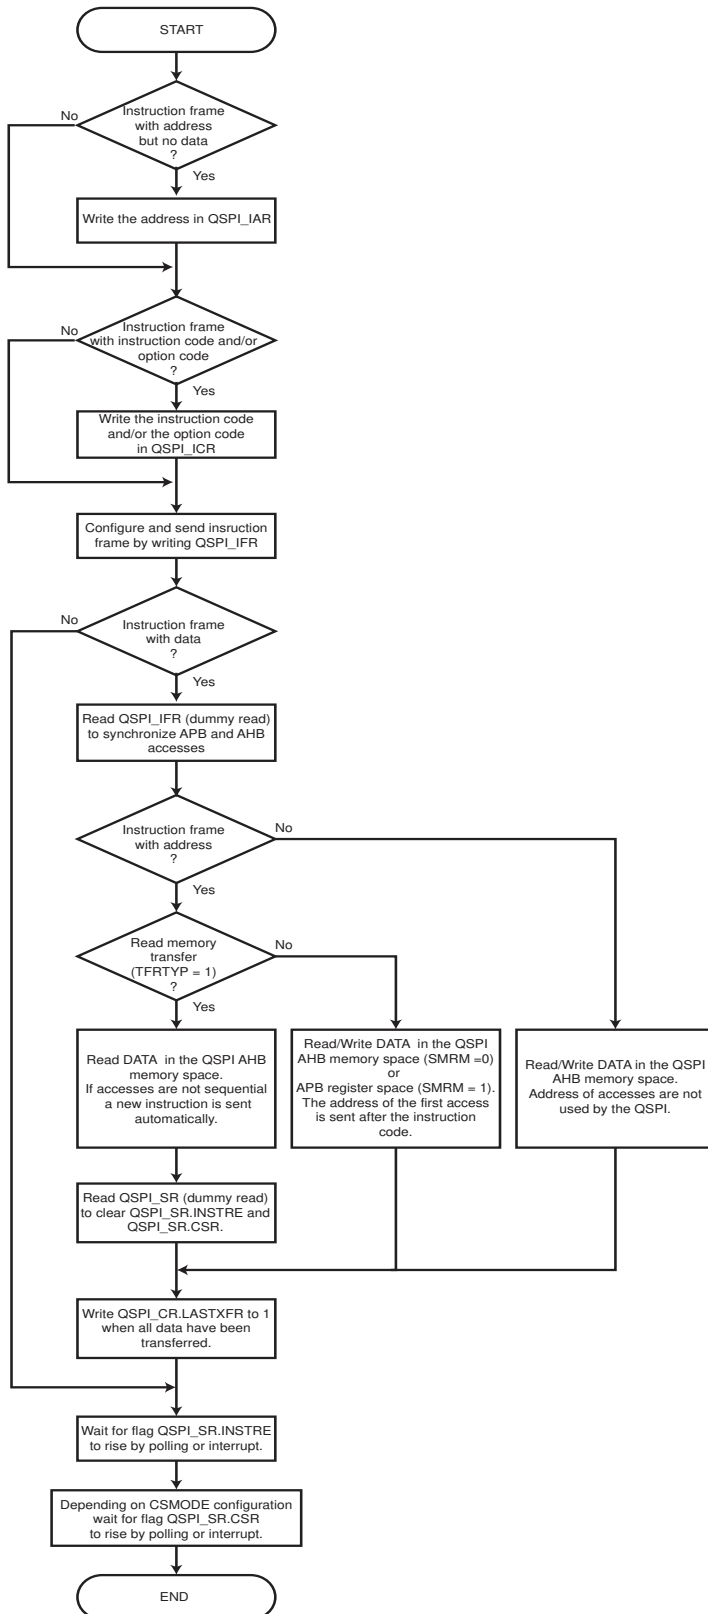 START
Instruction frame
with address
but no data
?
No
Yes
Write the address in QSPI_IAR
Instruction frame
with instruction code and/or
option code
?
No
Yes
Write the instruction code
and/or the option code
in QSPI_ICR
Configure and send insruction
frame by writing QSPI_IFR
Instruction frame
with data
?
No
Yes
Read QSPI_IFR (dummy read)
to synchronize APB and AHB
accesses
Instruction frame
with address
?
No
Yes
Read memory
transfer
(TFRTYP = 1)
?
No
Yes
Read DATA in the QSPI AHB
memory space.
If accesses are not sequential
a new instruction is sent
automatically.
Read/Write DATA in the QSPI
AHB memory space (SMRM =0)
or
APB register space (SMRM = 1).
The address of the first access
is sent after the instruction
code.
Read/Write DATA in the QSPI
AHB memory space.
Address of accesses are not
used by the QSPI.
Read QSPI_SR (dummy read)
to clear QSPI_SR.INSTRE and
QSPI_SR.CSR.
Write QSPI_CR.LASTXFR to 1
when all data have been
transferred.
Wait for flag QSPI_SR.INSTRE
to rise by polling or interrupt.
Depending on CSMODE configuration
wait for flag QSPI_SR.CSR
to rise by polling or interrupt.
END